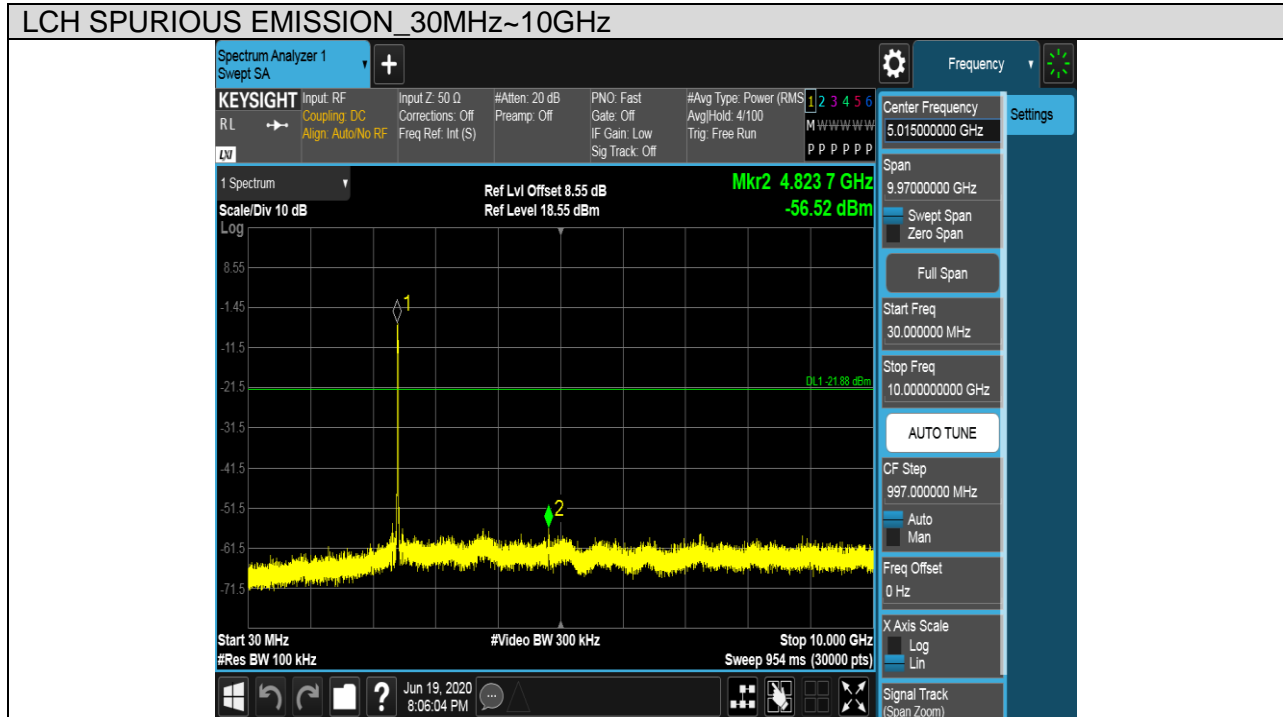 LCH SPURIOUS EMISSION_30MHz~10GHz
Spectrum Analyzer 1
Swept SA
+
Frequency
KEYSIGHT
RL
LXI
Input: RF
Coupling: DC
Align: Auto/No RF
Input Z: 50 Ω
Corrections: Off
Freq Ref: Int (S)
#Atten: 20 dB
Preamp: Off
PNO: Fast
Gate: Off
IF Gain: Low
Sig Track: Off
#Avg Type: Power (RMS
Avg|Hold: 4/100
Trig: Free Run
1 2 3 4 5 6
M W W W W W
P P P P P P
Center Frequency
5.015000000 GHz
Settings
1 Spectrum
Scale/Div 10 dB
Log
Ref Lvl Offset 8.55 dB
Ref Level 18.55 dBm
Mkr2 4.823 7 GHz
-56.52 dBm
Span
9.97000000 GHz
Swept Span
Zero Span
Full Span
Start Freq
30.000000 MHz
Stop Freq
10.000000000 GHz
AUTO TUNE
CF Step
997.000000 MHz
Auto
Man
Freq Offset
0 Hz
X Axis Scale
Log
Lin
Signal Track
(Span Zoom)
8.55
-1.45
-11.5
-21.5
-31.5
-41.5
-51.5
-61.5
-71.5
1
DL1 -21.88 dBm
2
Start 30 MHz
#Res BW 100 kHz
#Video BW 300 kHz
Stop 10.000 GHz
Sweep 954 ms (30000 pts)
?
Jun 19, 2020
8:06:04 PM